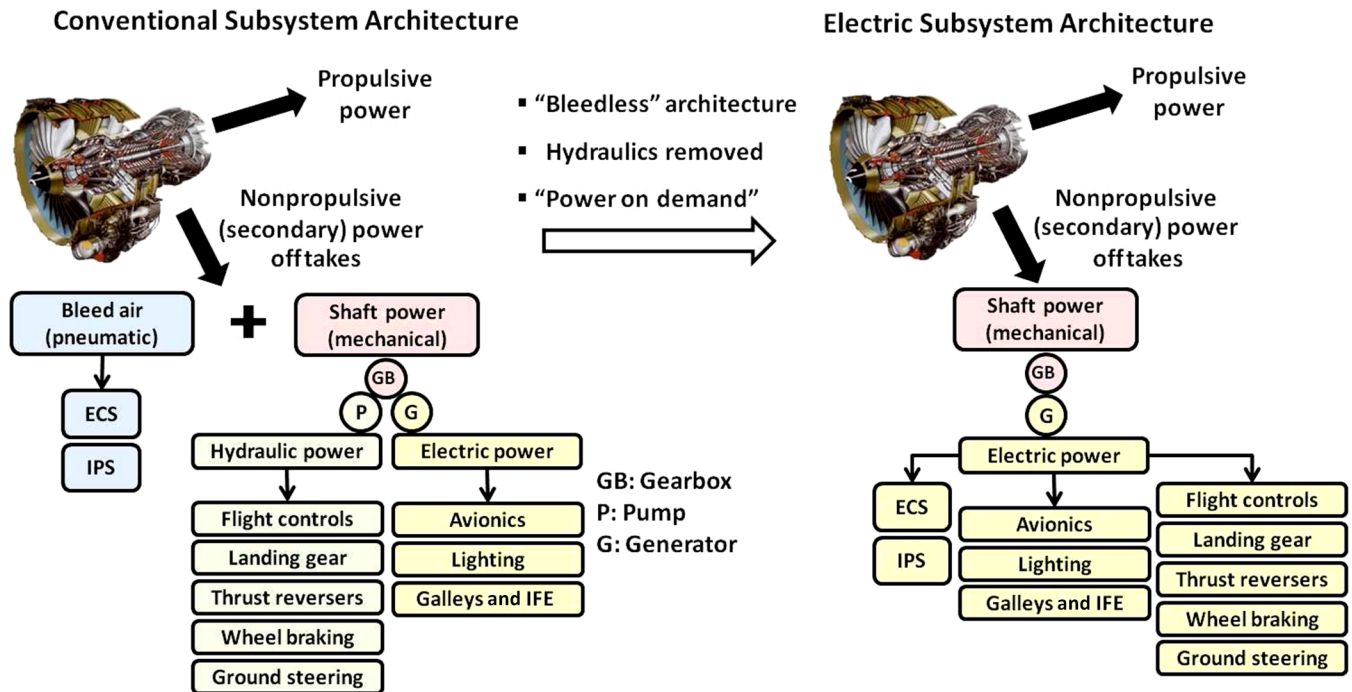 Conventional Subsystem Architecture
Propulsive
power
Nonpropulsive
(secondary) power
offtakes
Bleed air
(pneumatic)
+
Shaft power
(mechanical)
ECS
IPS
GB
P
G
Hydraulic power
Electric power
Flight controls
Landing gear
Thrust reversers
Wheel braking
Ground steering
Avionics
Lighting
Galleys and IFE
▪ “Bleedless” architecture
▪ Hydraulics removed
▪ “Power on demand”
GB: Gearbox
P: Pump
G: Generator
Electric Subsystem Architecture
Propulsive
power
Nonpropulsive
(secondary) power
offtakes
Shaft power
(mechanical)
GB
G
Electric power
ECS
IPS
Avionics
Lighting
Galleys and IFE
Flight controls
Landing gear
Thrust reversers
Wheel braking
Ground steering